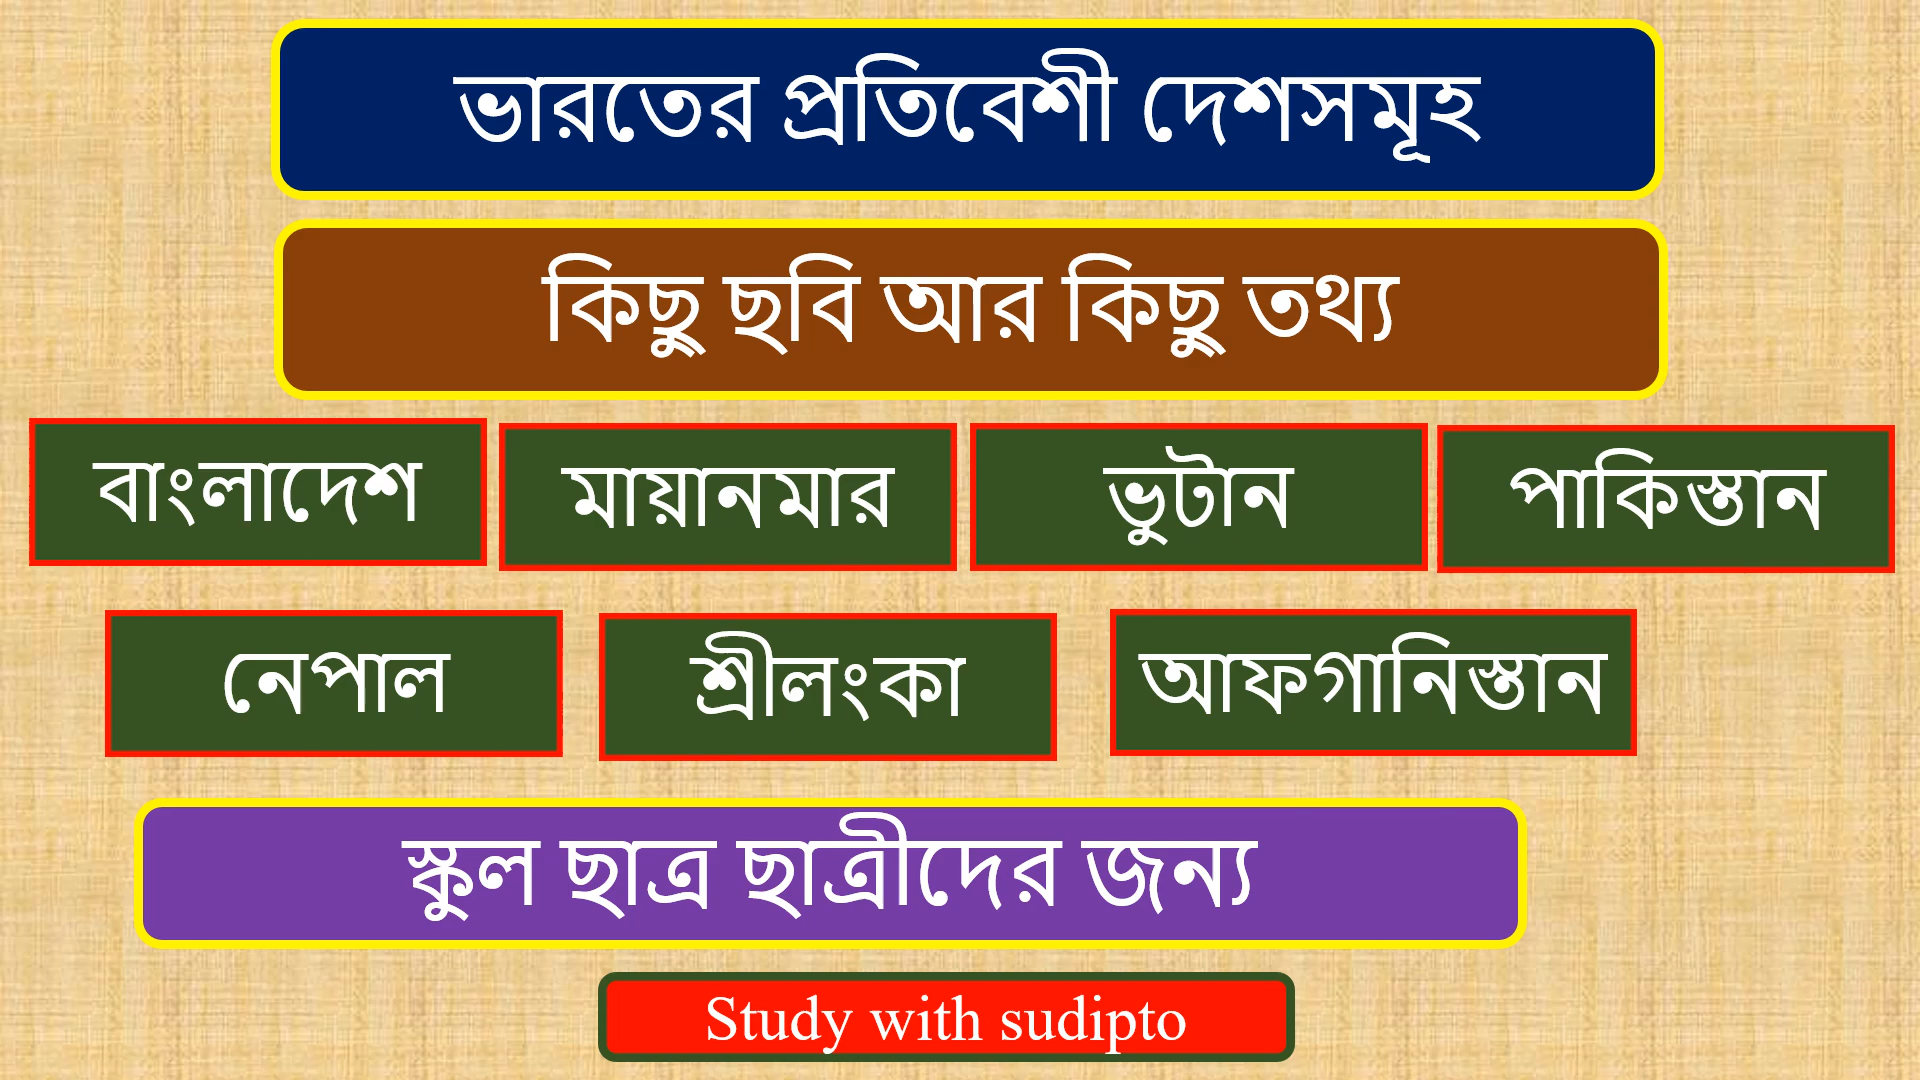 ভারতের প্রতিবেশী দেশসমূহ
কিছু ছবি আর কিছু তথ্য
বাংলাদেশ মায়ানমার ভুটান পাকিস্তান
নেপাল শ্রীলংকা আফগানিস্তান
স্কুল ছাত্র ছাত্রীদের জন্য
Study with sudipto